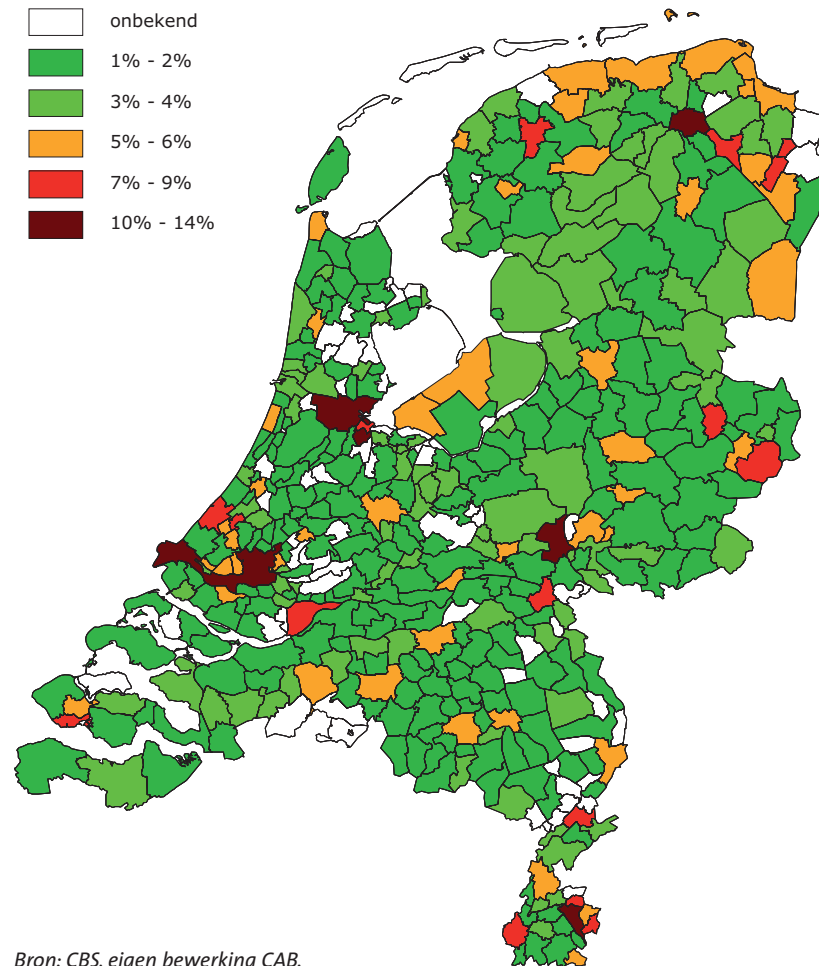 onbekend
1% - 2%
3% - 4%
5% - 6%
7% - 9%
10% - 14%
Bron: CBS, eigen bewerking CAB.